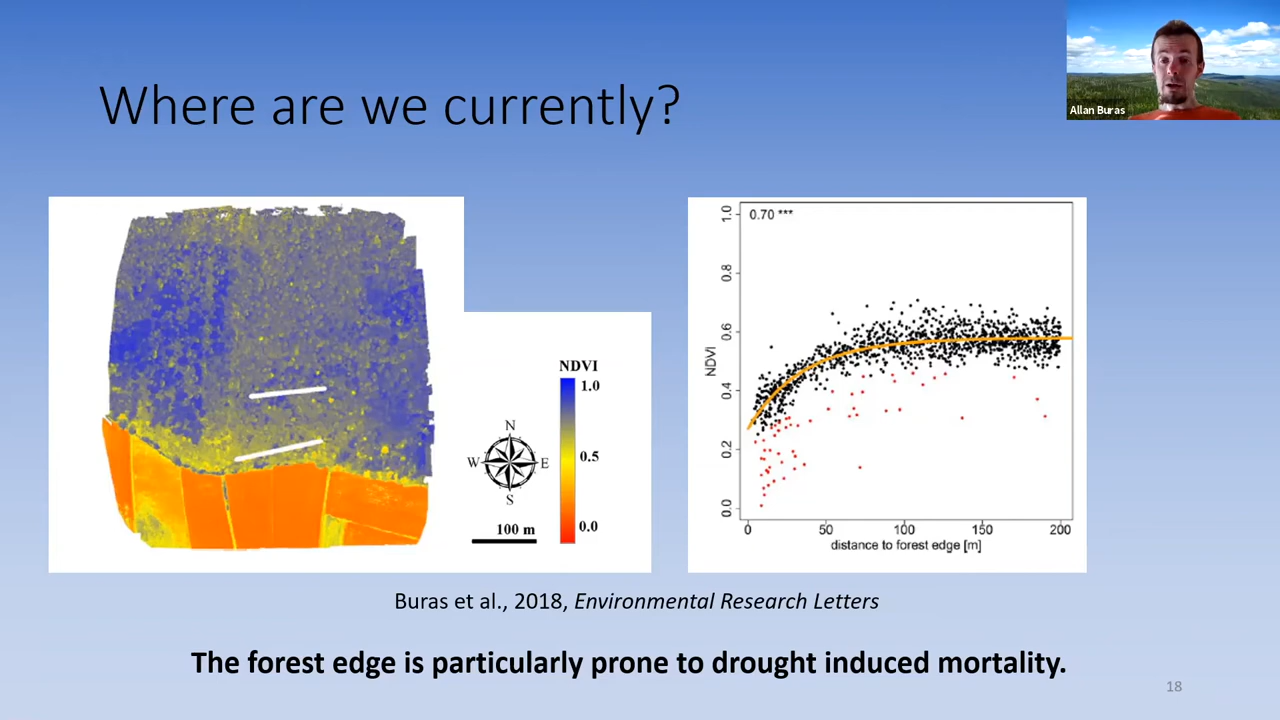 Allan Buras
Where are we currently?
NDVI
1.0
0.5
0.0
N
W
E
S
100 m
0.70 ***
1.0
0.8
0.6
0.4
0.2
0.0
NDVI
0 50 100 150 200
distance to forest edge [m]
Buras et al., 2018, Environmental Research Letters
The forest edge is particularly prone to drought induced mortality.
18